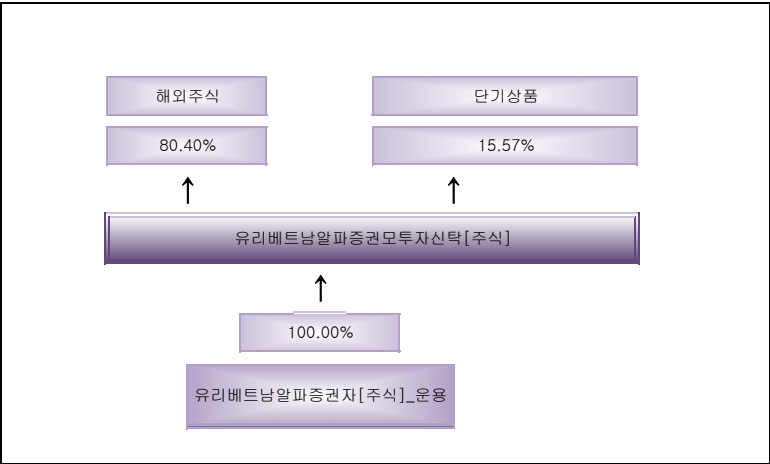 해외주식 단기상품
80.40% 15.57%
↑ ↑
유리베트남알파증권모투자신탁[주식]
↑
100.00%
유리베트남알파증권자[주식]_운용